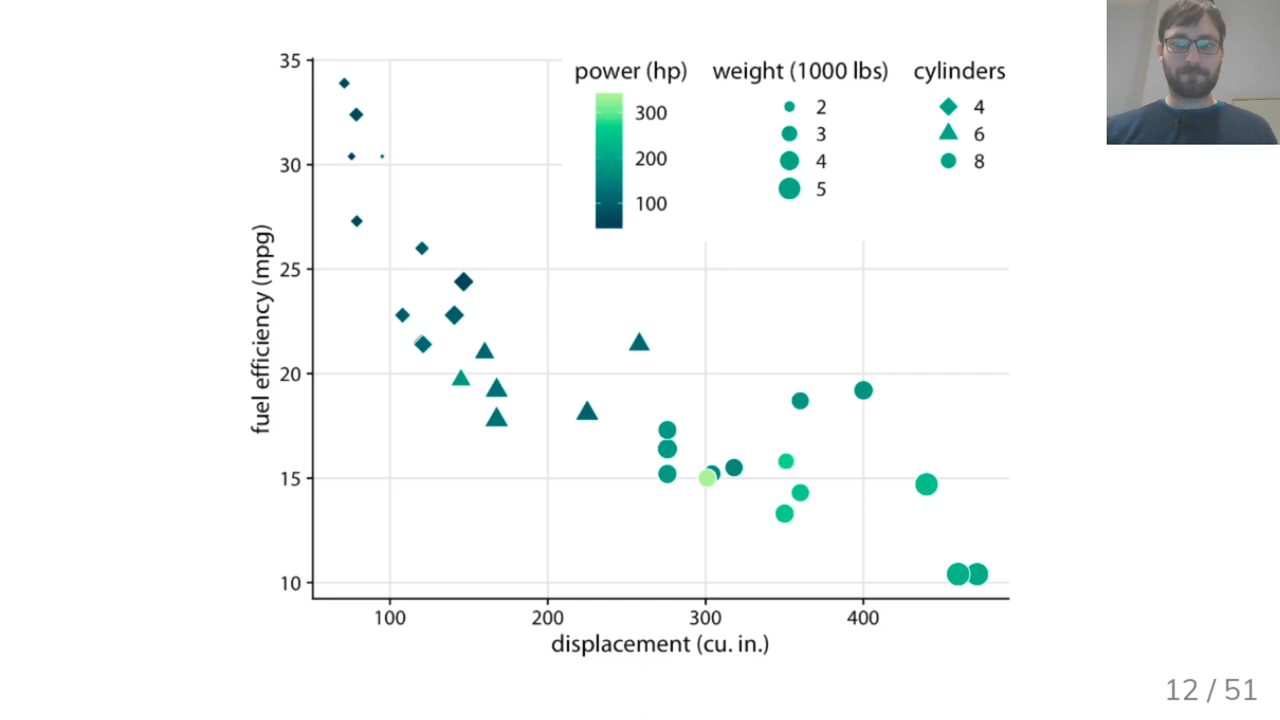 power (hp)
300
200
100
weight (1000 lbs)
2
3
4
5
cylinders
4
6
8
fuel efficiency (mpg)
35
30
25
20
15
10
100 200 300 400
displacement (cu. in.)
12 / 51